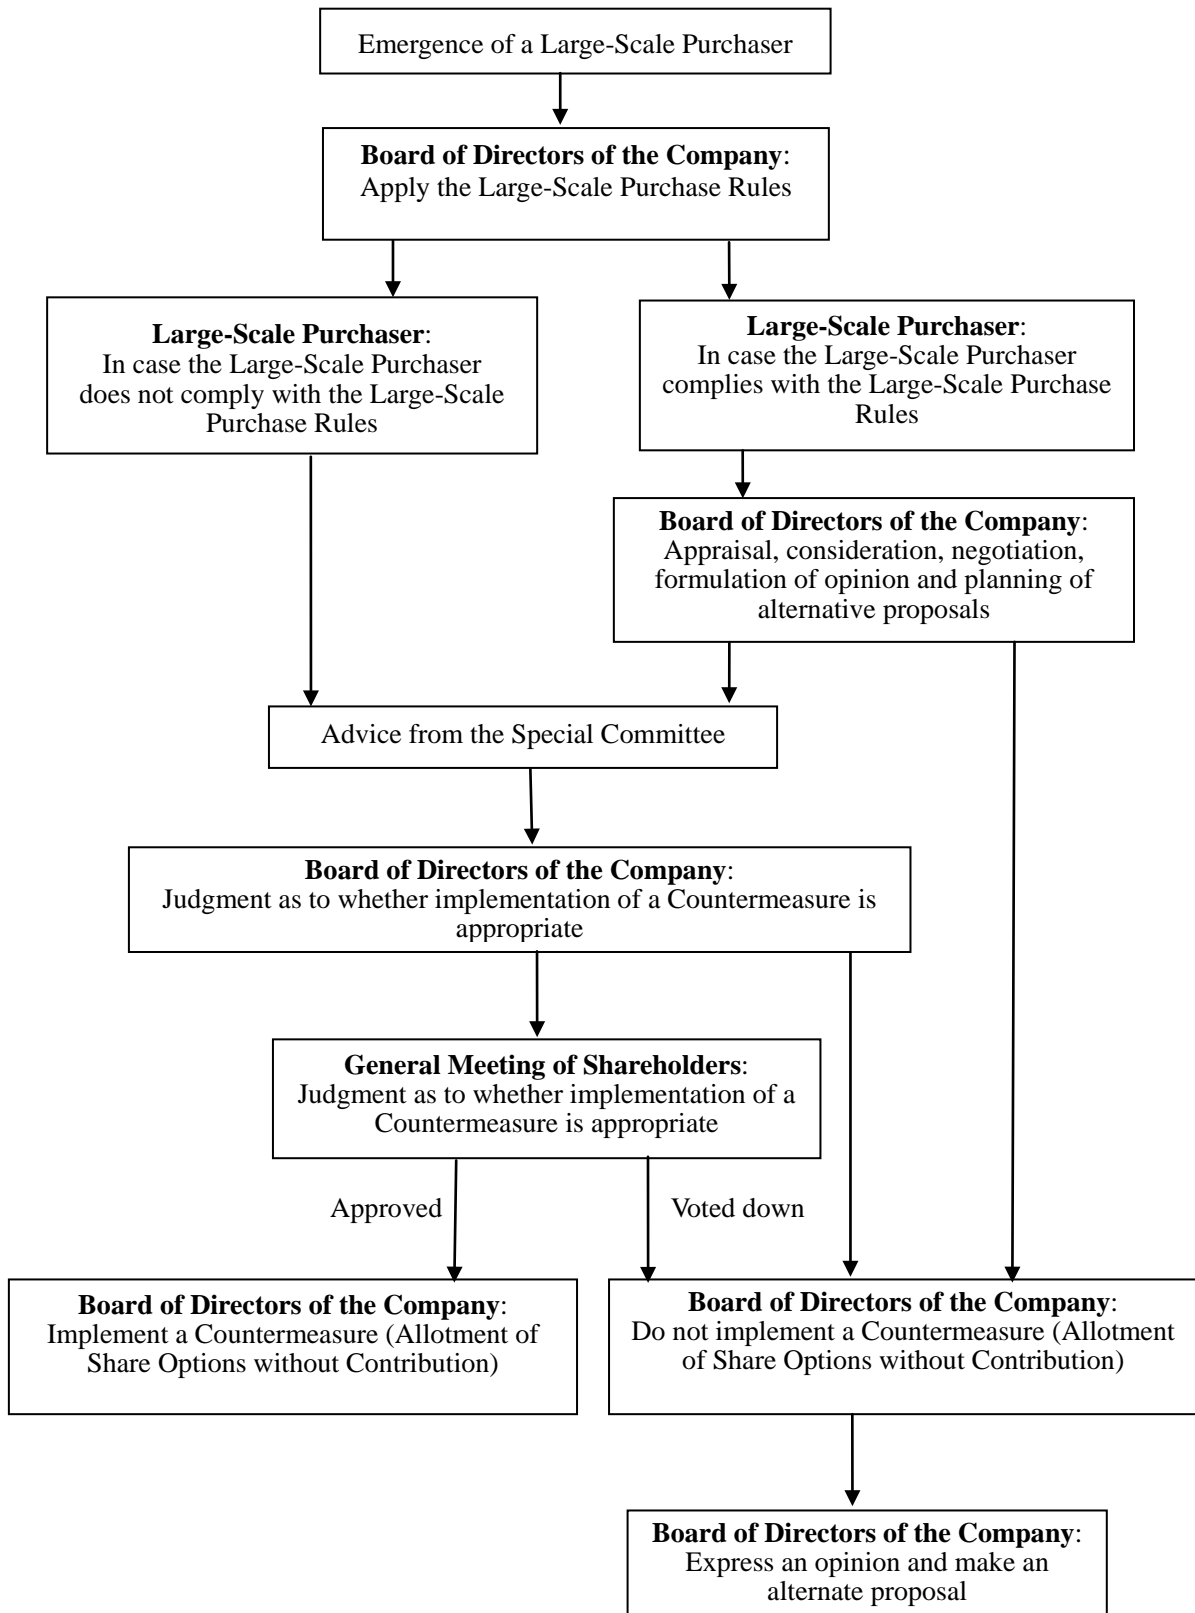 Emergence of a Large-Scale Purchaser
Board of Directors of the Company:
Apply the Large-Scale Purchase Rules
Large-Scale Purchaser:
In case the Large-Scale Purchaser
does not comply with the Large-Scale
Purchase Rules
Large-Scale Purchaser:
In case the Large-Scale Purchaser
complies with the Large-Scale Purchase
Rules
Board of Directors of the Company:
Appraisal, consideration, negotiation,
formulation of opinion and planning of
alternative proposals
Advice from the Special Committee
Board of Directors of the Company:
Judgment as to whether implementation of a Countermeasure is
appropriate
General Meeting of Shareholders:
Judgment as to whether implementation of a
Countermeasure is appropriate
Approved
Voted down
Board of Directors of the Company:
Implement a Countermeasure (Allotment of
Share Options without Contribution)
Board of Directors of the Company:
Do not implement a Countermeasure (Allotment
of Share Options without Contribution)
Board of Directors of the Company:
Express an opinion and make an
alternate proposal